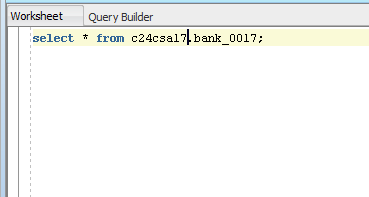 Worksheet
Query Builder
select * from c24csa17.bank_0017;